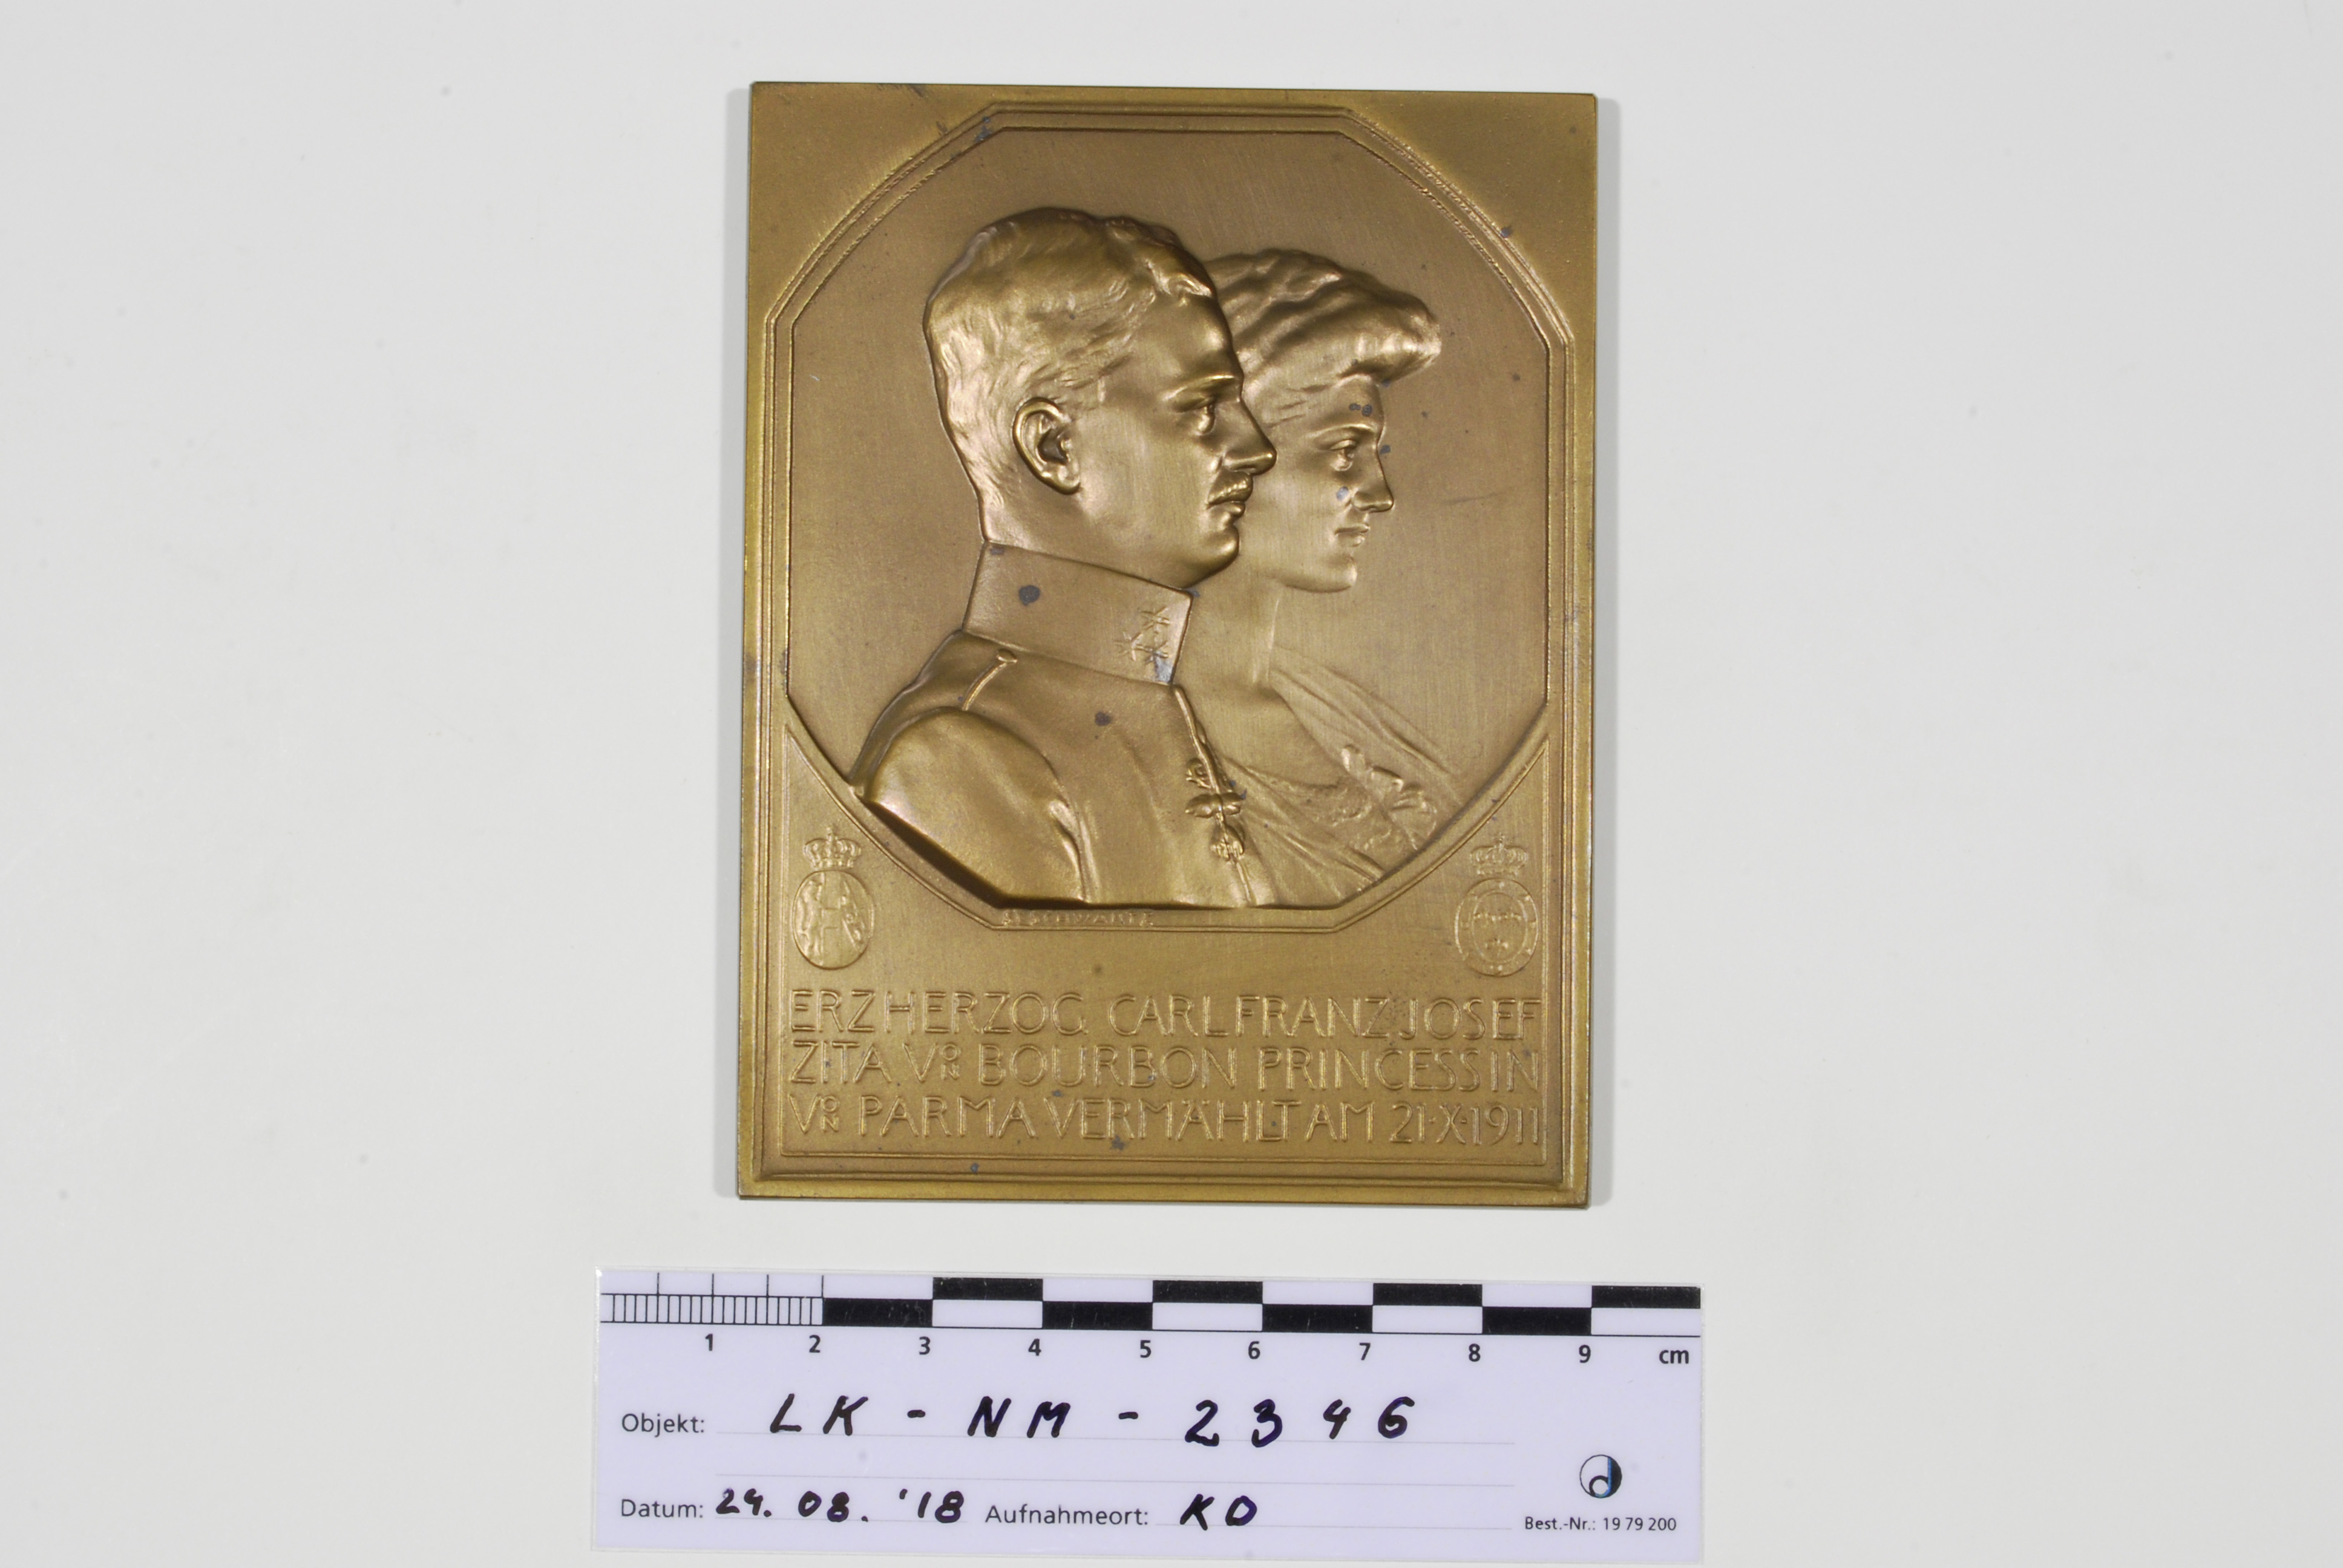 S. SCHWARTZ
ERZHERZOG CARL FRANZ JOSEF
ZITA VON BOURBON PRINCESSIN
VON PARMA VERMÄHLT AM 21·X·1911
1 2 3 4 5 6 7 8 9 cm
Objekt: LK - NM - 2346
Datum: 24. 08. '18 Aufnahmeort: KD
Best.-Nr.: 19 79 200